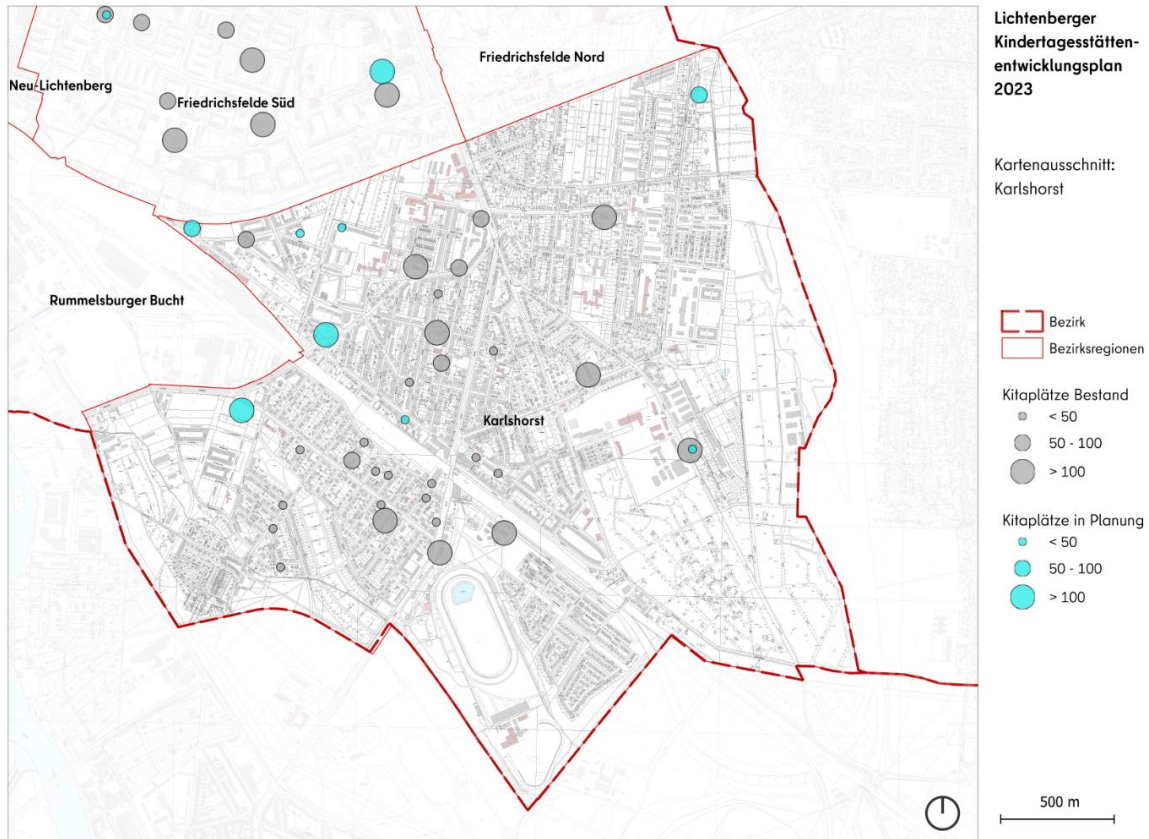 Lichtenberger
Kindertagesstätten-
entwicklungsplan
2023
Kartenausschnitt:
Karlshorst
Friedrichsfelde Nord
Neu-Lichtenberg
Friedrichsfelde Süd
Rummelsburger Bucht
Karlshorst
Bezirk
Bezirksregionen
Kitaplätze Bestand
< 50
50 - 100
> 100
Kitaplätze in Planung
< 50
50 - 100
> 100
500 m